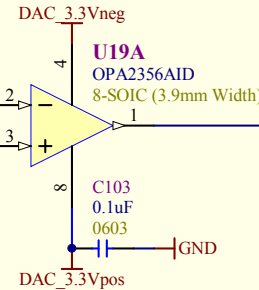 DAC_3.3Vneg
4
U19A
OPA2356AID
8-SOIC (3.9mm Width)
2
1
3
8
C103
0.1uF
0603
GND
DAC_3.3Vpos